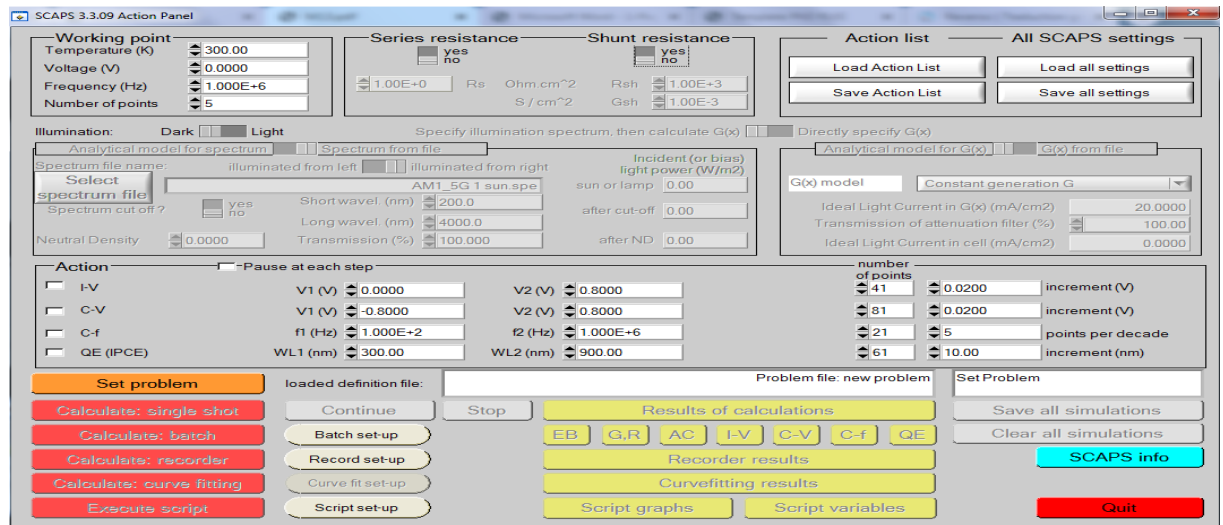 SCAPS 3.3.09 Action Panel
Working point
Temperature (K) 300.00
Voltage (V) 0.0000
Frequency (Hz) 1.000E+6
Number of points 5
Series resistance Shunt resistance
yes yes
no no
1.00E+0 Rs Ohm.cm^2 Rsh 1.00E+3
S / cm^2 Gsh 1.00E-3
Action list All SCAPS settings
Load Action List Load all settings
Save Action List Save all settings
Illumination: Dark Light Specify illumination spectrum, then calculate G(x) Directly specify G(x)
Analytical model for spectrum Spectrum from file
Spectrum file name: illuminated from left illuminated from right
Incident (or bias)
light power (W/m2)
Select
spectrum file
AM1_5G 1 sun.spe
sun or lamp 0.00
Spectrum cut off ? yes
no
Short wavel. (nm) 200.0
Long wavel. (nm) 4000.0
after cut-off 0.00
Neutral Density 0.0000 Transmission (%) 100.000 after ND 0.00
Analytical model for G(x) G(x) from file
G(x) model Constant generation G
Ideal Light Current in G(x) (mA/cm2) 20.0000
Transmission of attenuation filter (%) 100.00
Ideal Light Current in cell (mA/cm2) 0.0000
Action Pause at each step number
of points
I-V V1 (V) 0.0000 V2 (V) 0.8000 41 0.0200 increment (V)
C-V V1 (V) -0.8000 V2 (V) 0.8000 81 0.0200 increment (V)
C-f f1 (Hz) 1.000E+2 f2 (Hz) 1.000E+6 21 5 points per decade
QE (IPCE) WL1 (nm) 300.00 WL2 (nm) 900.00 61 10.00 increment (nm)
Set problem loaded definition file: Problem file: new problem Set Problem
Calculate: single shot Continue Stop Results of calculations Save all simulations
Calculate: batch Batch set-up EB G,R AC I-V C-V C-f QE Clear all simulations
Calculate: recorder Record set-up Recorder results SCAPS info
Calculate: curve fitting Curve fit set-up Curvefitting results
Execute script Script set-up Script graphs Script variables Quit